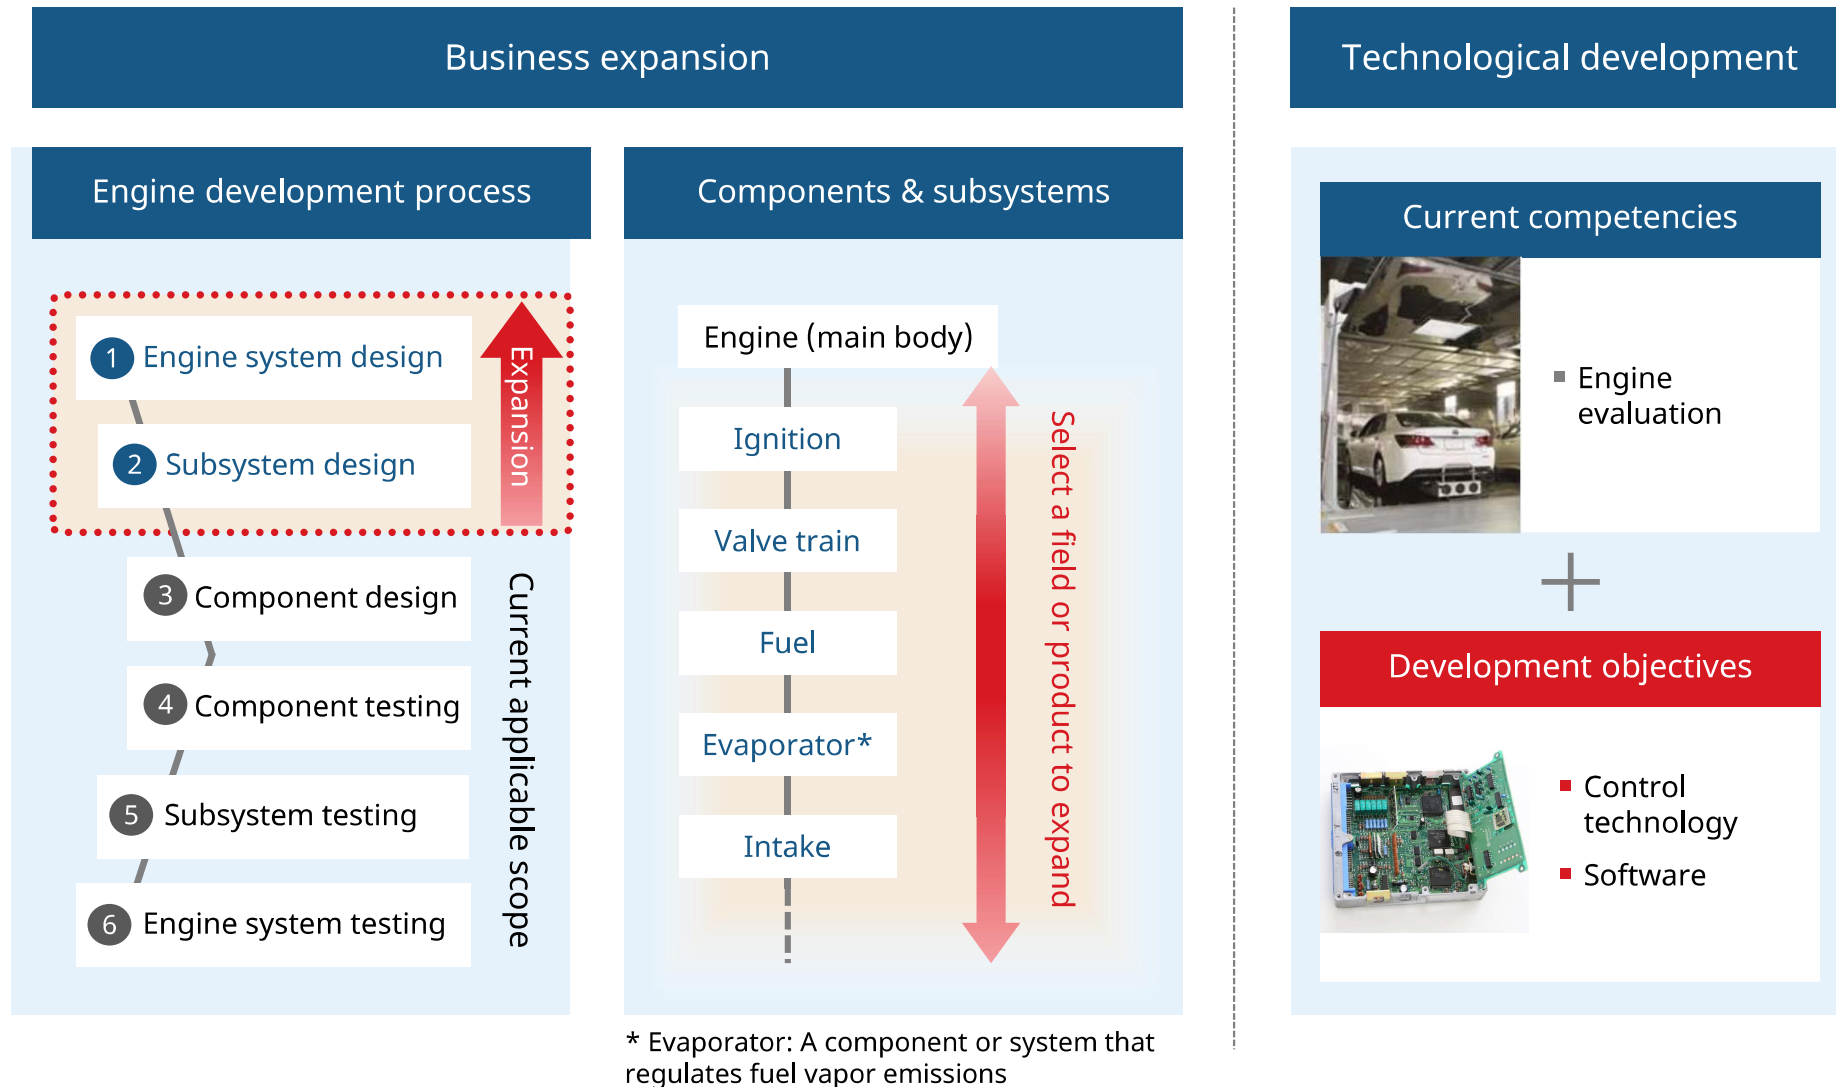 Business expansion
Technological development
Engine development process
Components & subsystems
1 Engine system design
2 Subsystem design
Expansion
3 Component design
4 Component testing
5 Subsystem testing
6 Engine system testing
Current applicable scope
Engine (main body)
Ignition
Valve train
Fuel
Evaporator*
Intake
Select a field or product to expand
* Evaporator: A component or system that
regulates fuel vapor emissions
Current competencies
Engine
evaluation
Development objectives
Control
technology
Software